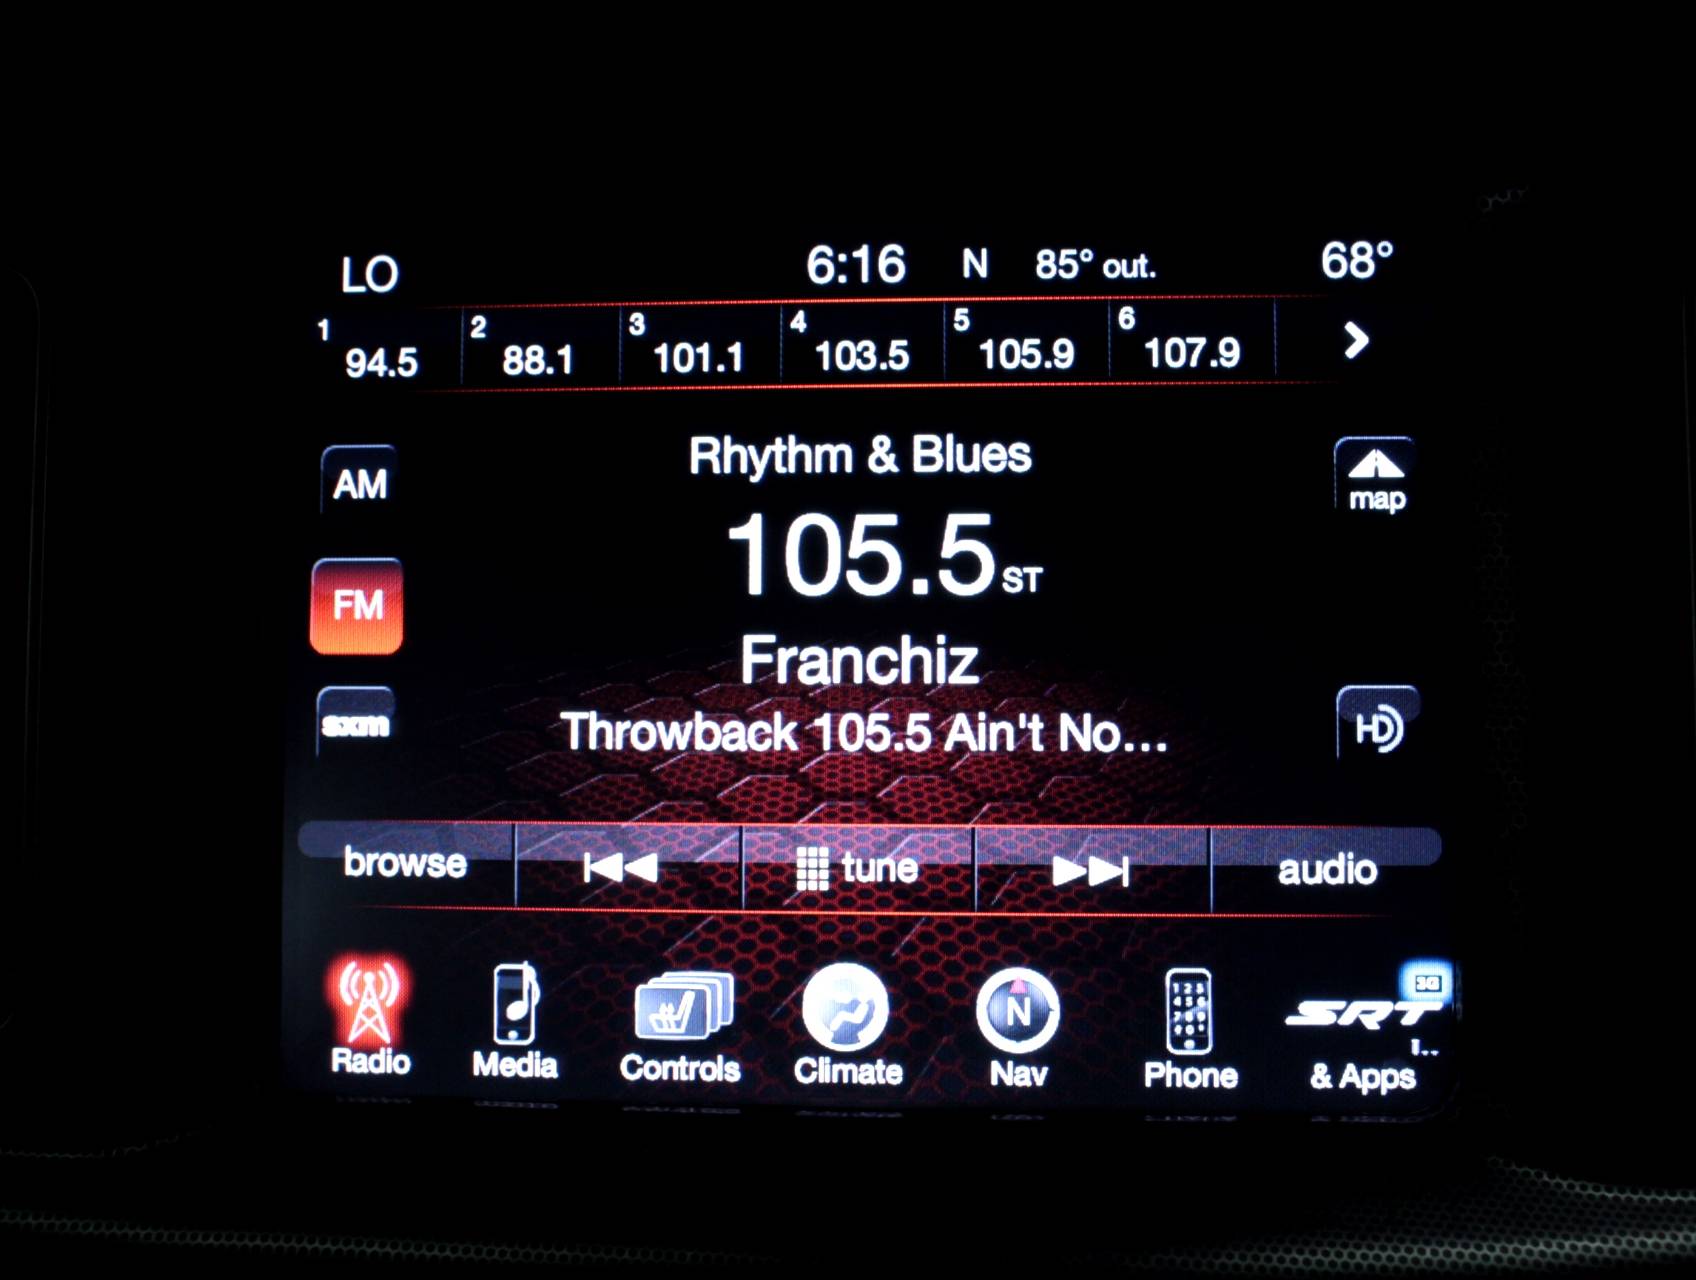 LO 6:16 N 85° out. 68°
1 94.5 2 88.1 3 101.1 4 103.5 5 105.9 6 107.9
Rhythm & Blues
AM map
105.5 ST
FM
Franchiz
sxm Throwback 105.5 Ain't No... HD
browse tune audio
3G
N SRT
Radio Media Controls Climate Nav Phone & Apps